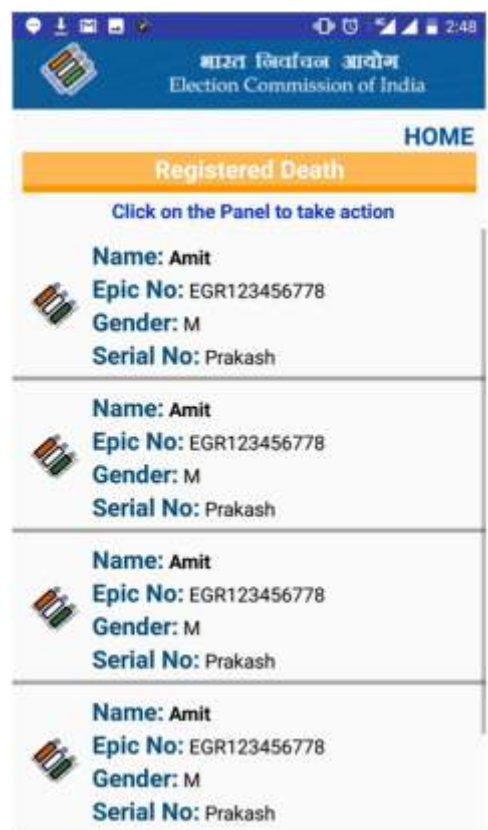 2:48
भारत निर्वाचन आयोग
Election Commission of India
HOME
Registered Death
Click on the Panel to take action
Name: Amit
Epic No: EGR123456778
Gender: M
Serial No: Prakash
Name: Amit
Epic No: EGR123456778
Gender: M
Serial No: Prakash
Name: Amit
Epic No: EGR123456778
Gender: M
Serial No: Prakash
Name: Amit
Epic No: EGR123456778
Gender: M
Serial No: Prakash